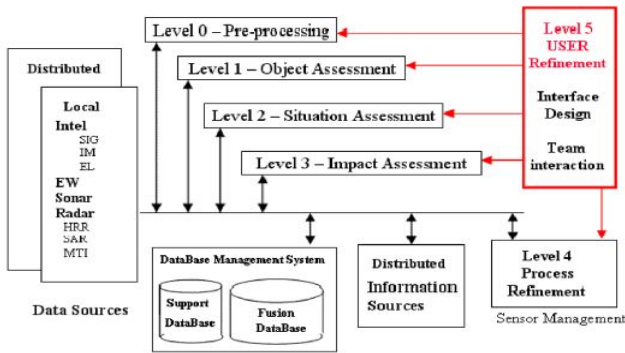 Level 0 – Pre-processing
Level 1 – Object Assessment
Level 2 – Situation Assessment
Level 3 – Impact Assessment
Level 5
USER
Refinement
Interface
Design
Team
interaction
Distributed
Local
Intel
SIG
IM
EL
EW
Sonar
Radar
HRR
SAR
MTI
Data Sources
DataBase Management System
Support
DataBase
Fusion
DataBase
Distributed
Information
Sources
Level 4
Process
Refinement
Sensor Management